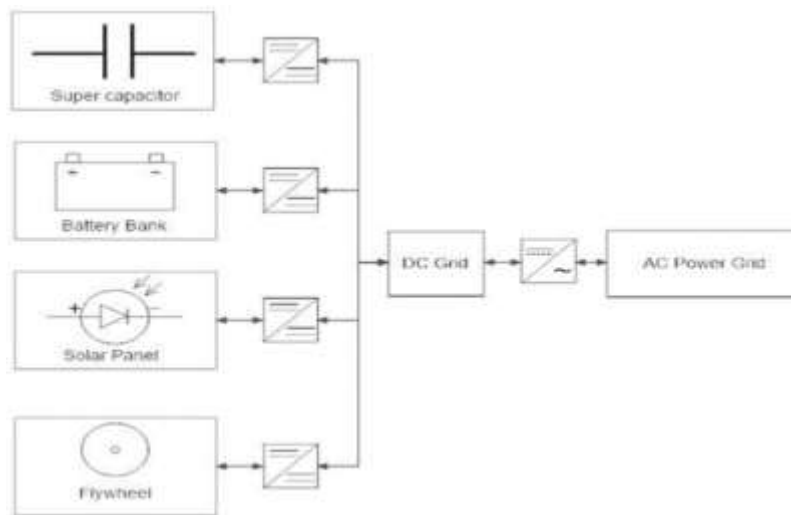 Super capacitor
Battery Bank
Solar Panel
Flywheel
DC Grid
AC Power Grid